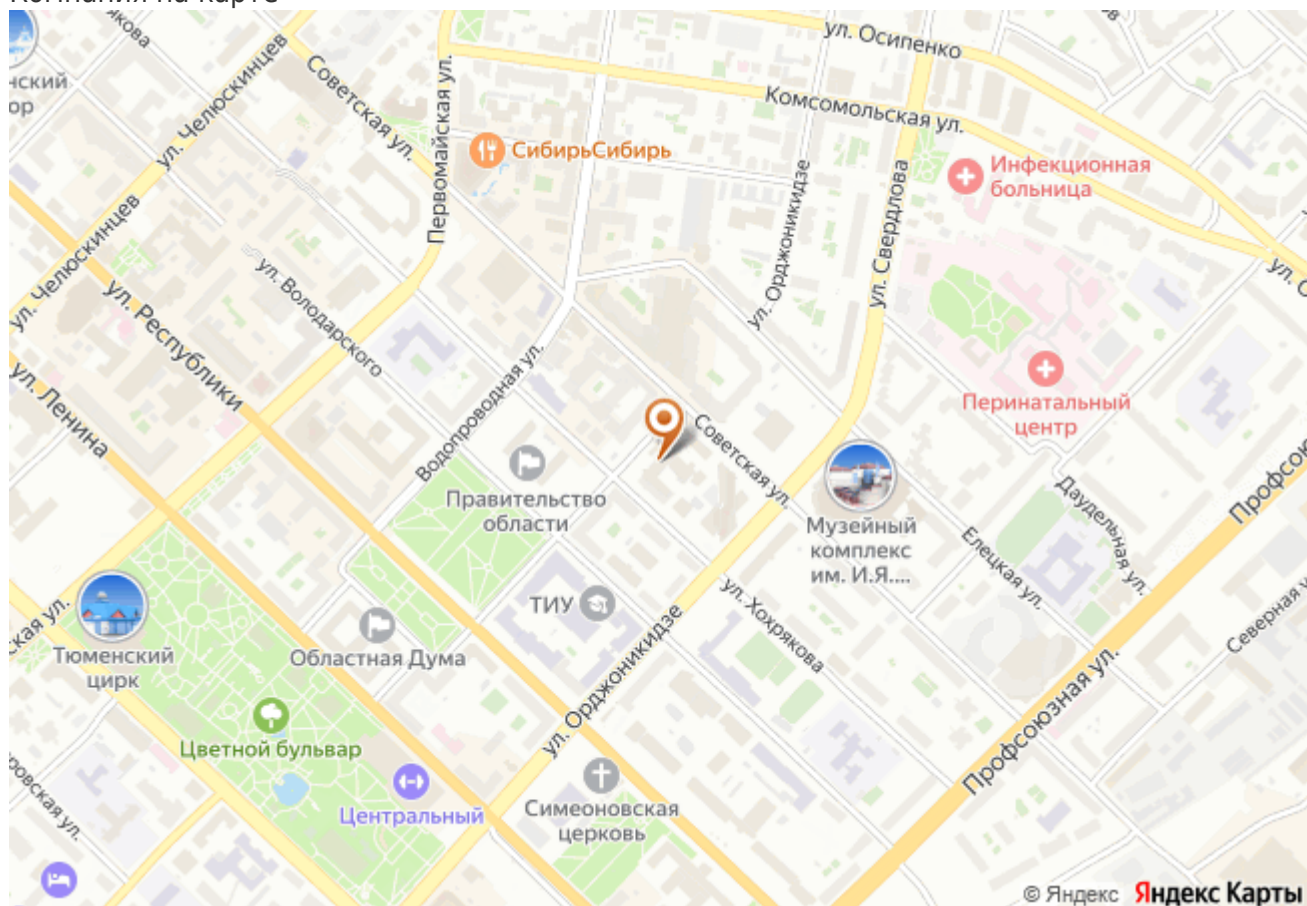 Компания на карте
ул. Осипенко
Советская ул.
ул. Челюскинцев
Первомайская ул.
Комсомольская ул.
СибирьСибирь
Инфекционная
больница
ул. Орджоникидзе
ул. Свердлова
ул. Челюскинцев
ул. Володарского
ул. Республики
ул. Ленина
Водопроводная ул.
Перинатальный
центр
Советская ул.
Правительство
области
Музейный
комплекс
им. И.Я....
Елецкая ул.
Даудельная ул.
ТИУ
ул. Хохрякова
Северная у
Тюменский
цирк
Областная Дума
ул. Орджоникидзе
Профсоюзная ул.
Цветной бульвар
Центральный
Симеоновская
церковь
© Яндекс Яндекс Карты